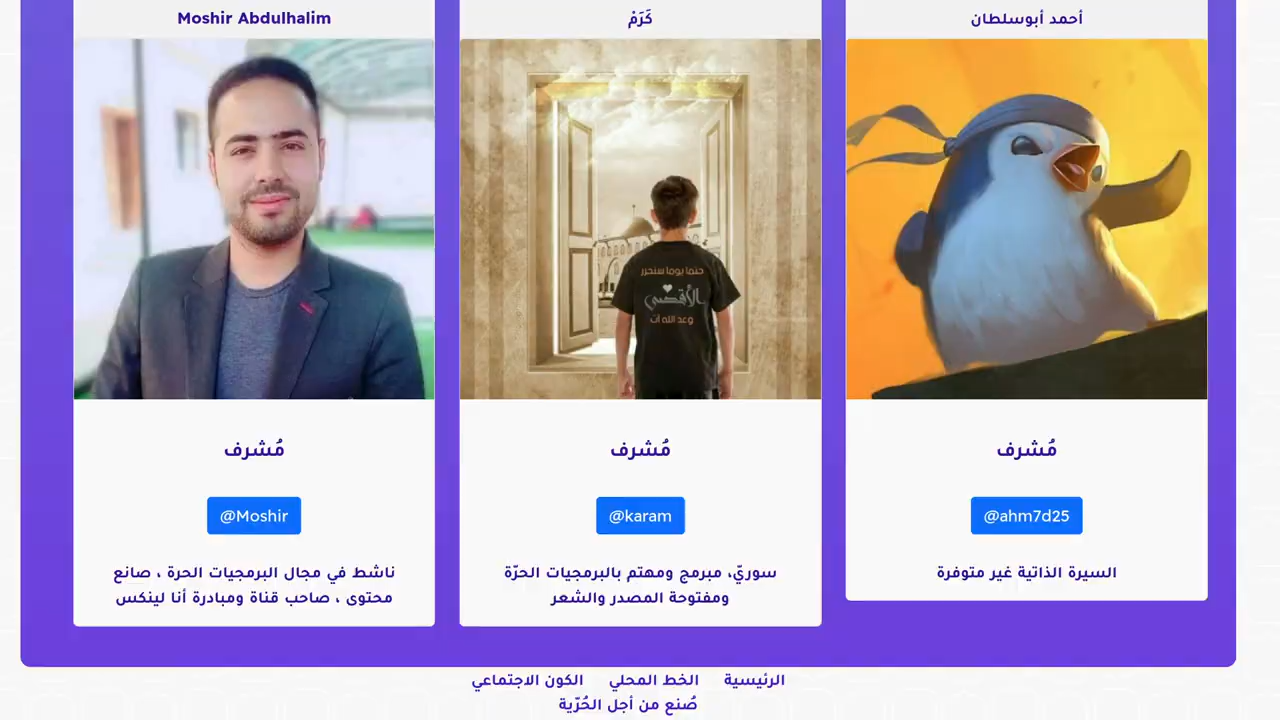 أحمد أبوسلطان
مُشرف
@ahm7d25
السيرة الذاتية غير متوفرة
كَرَمْ
حتما يوما سنحرر
الأقصى
وعد الله آت
مُشرف
@karam
سوريّ، مبرمج ومهتم بالبرمجيات الحرّة
ومفتوحة المصدر والشعر
Moshir Abdulhalim
مُشرف
@Moshir
ناشط في مجال البرمجيات الحرة ، صانع
محتوى ، صاحب قناة ومبادرة أنا لينكس
الرئيسية الخط المحلي الكون الاجتماعي
صُنع من أجل الحُرّية